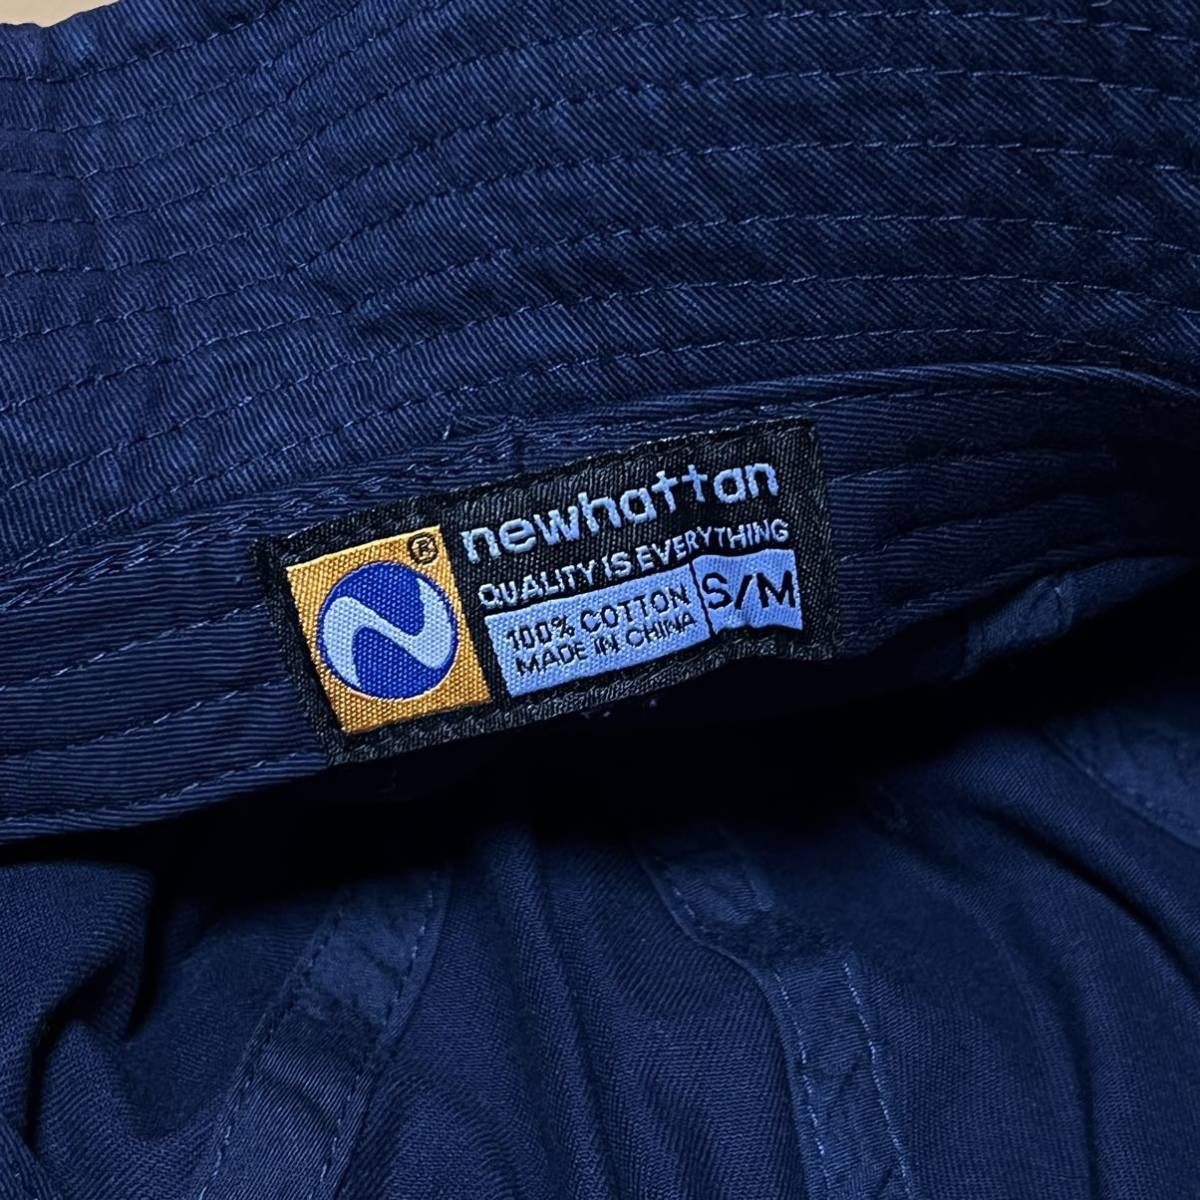 ®
newhattan
QUALITY IS EVERYTHING
100% COTTON
MADE IN CHINA
S/M